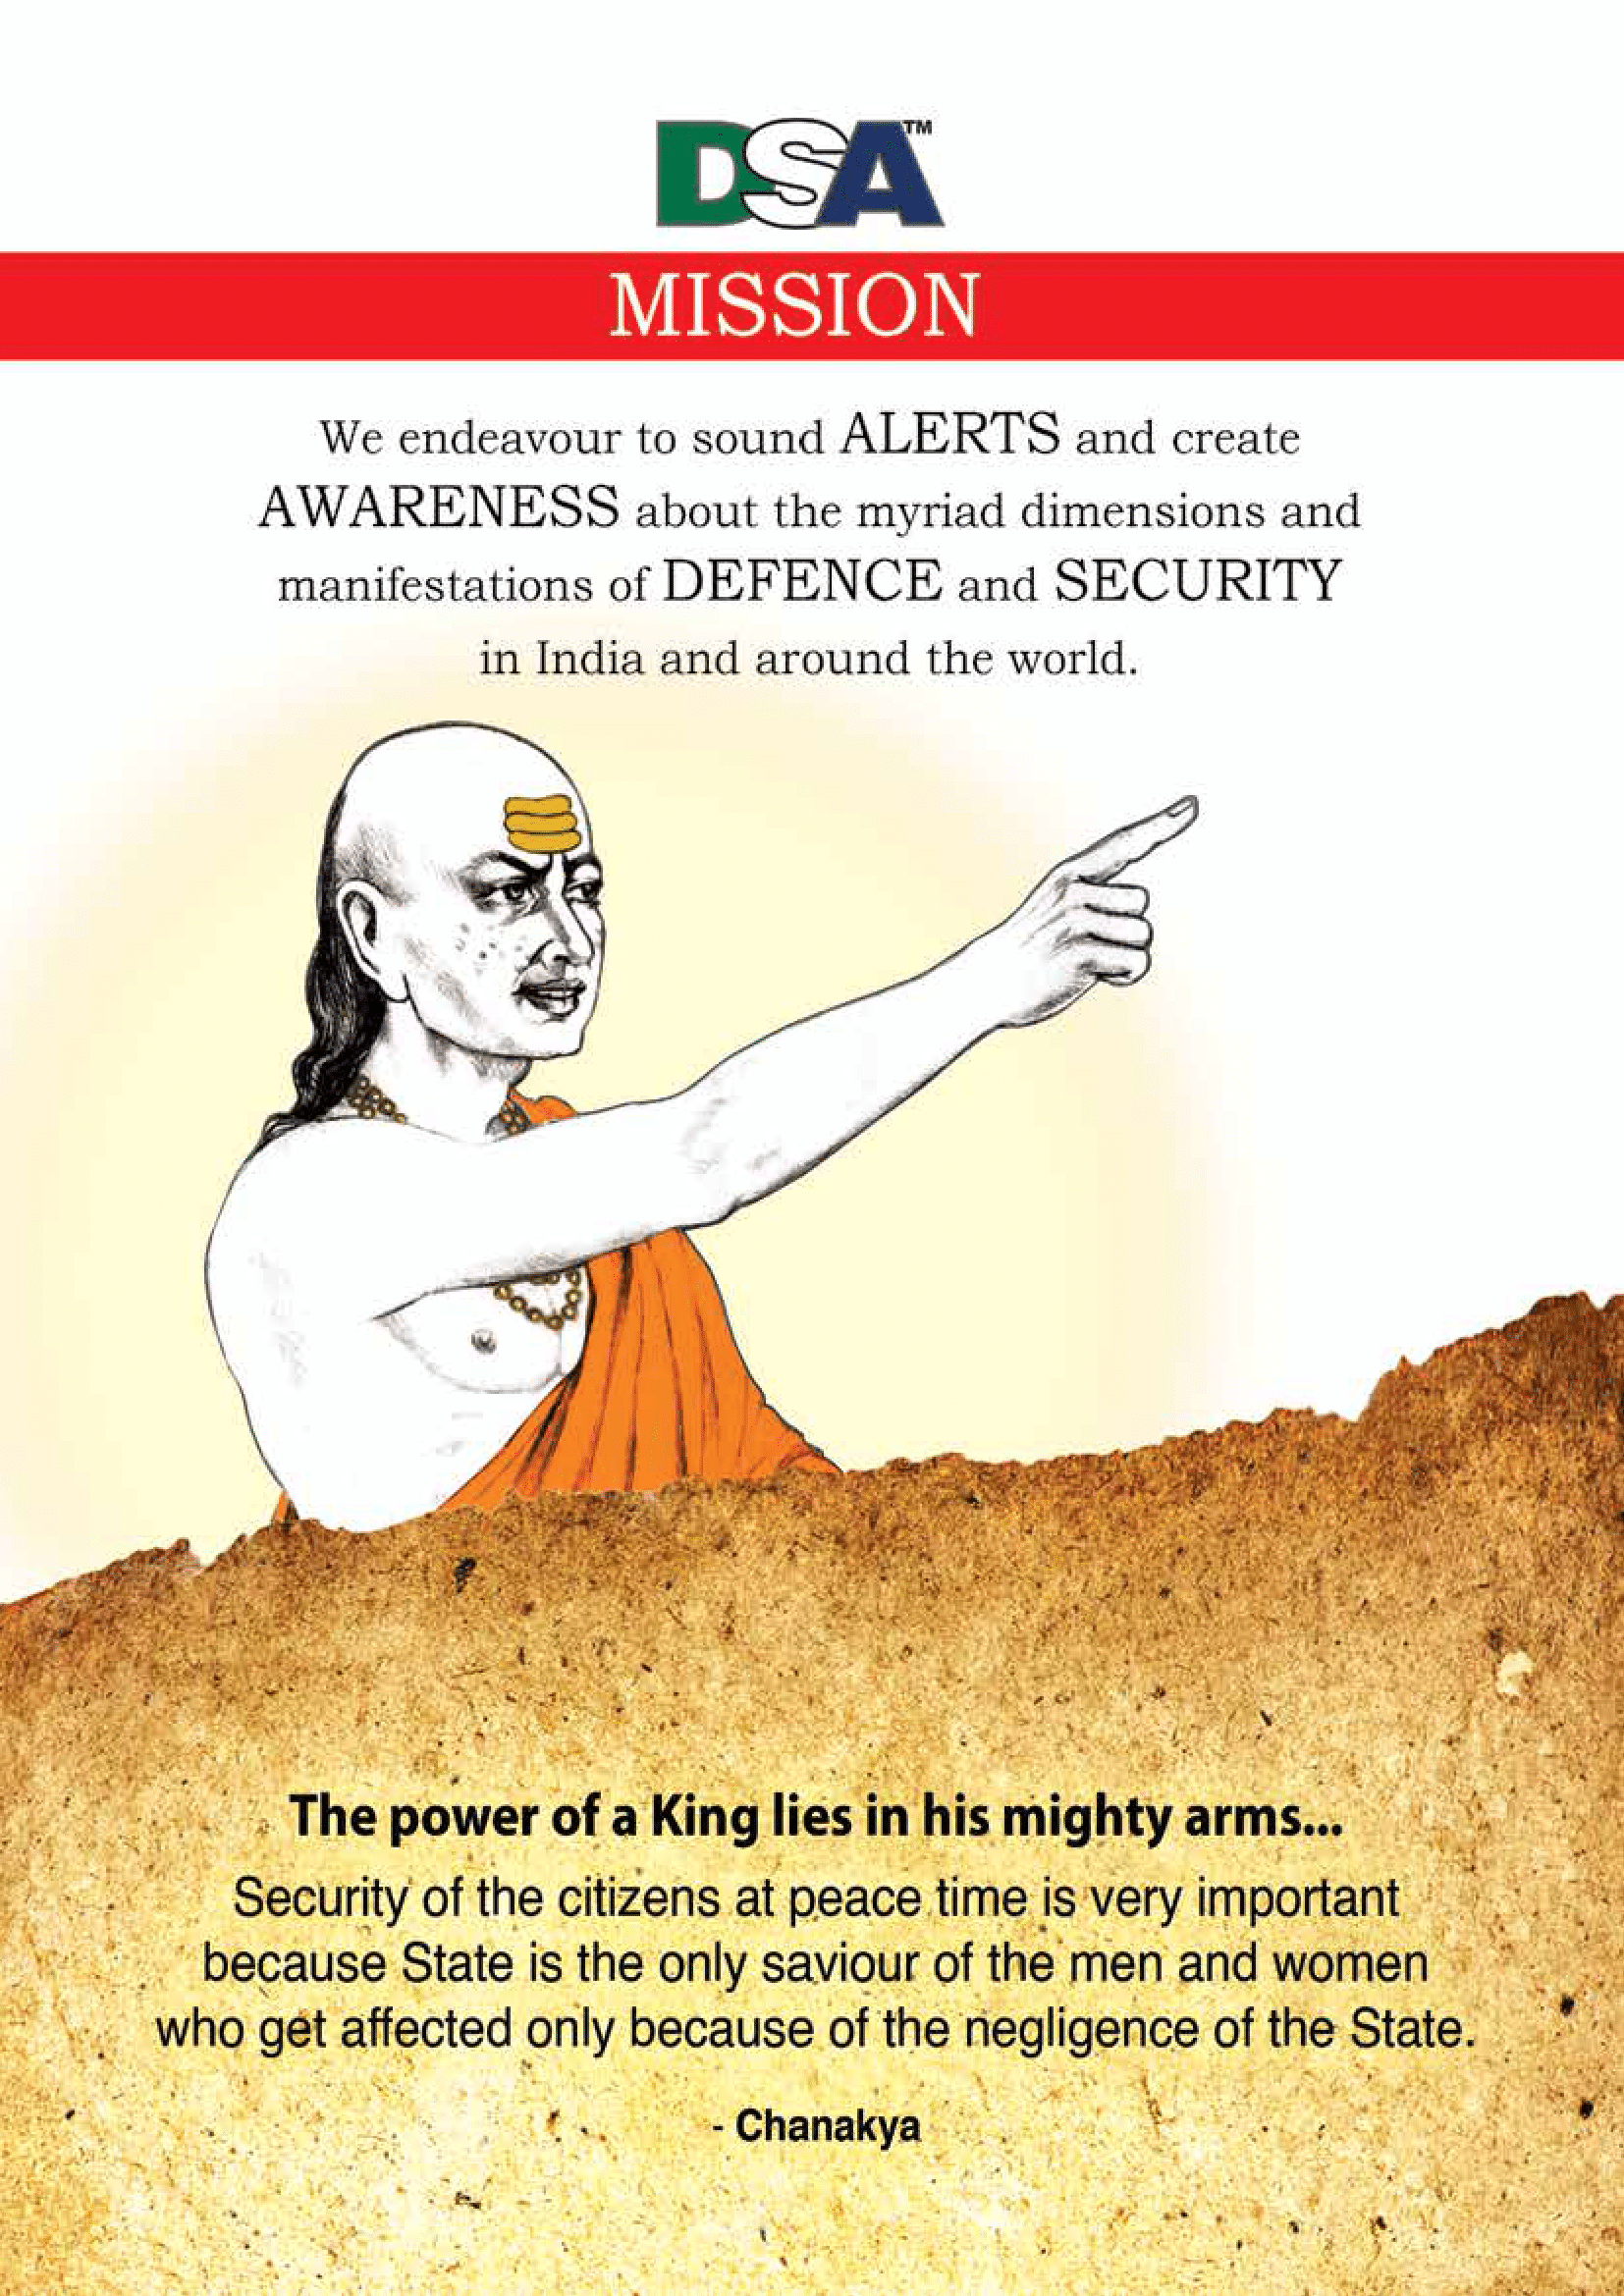 DSA™
MISSION
We endeavour to sound ALERTS and create
AWARENESS about the myriad dimensions and
manifestations of DEFENCE and SECURITY
in India and around the world.
The power of a King lies in his mighty arms...
Security of the citizens at peace time is very important
because State is the only saviour of the men and women
who get affected only because of the negligence of the State.
- Chanakya